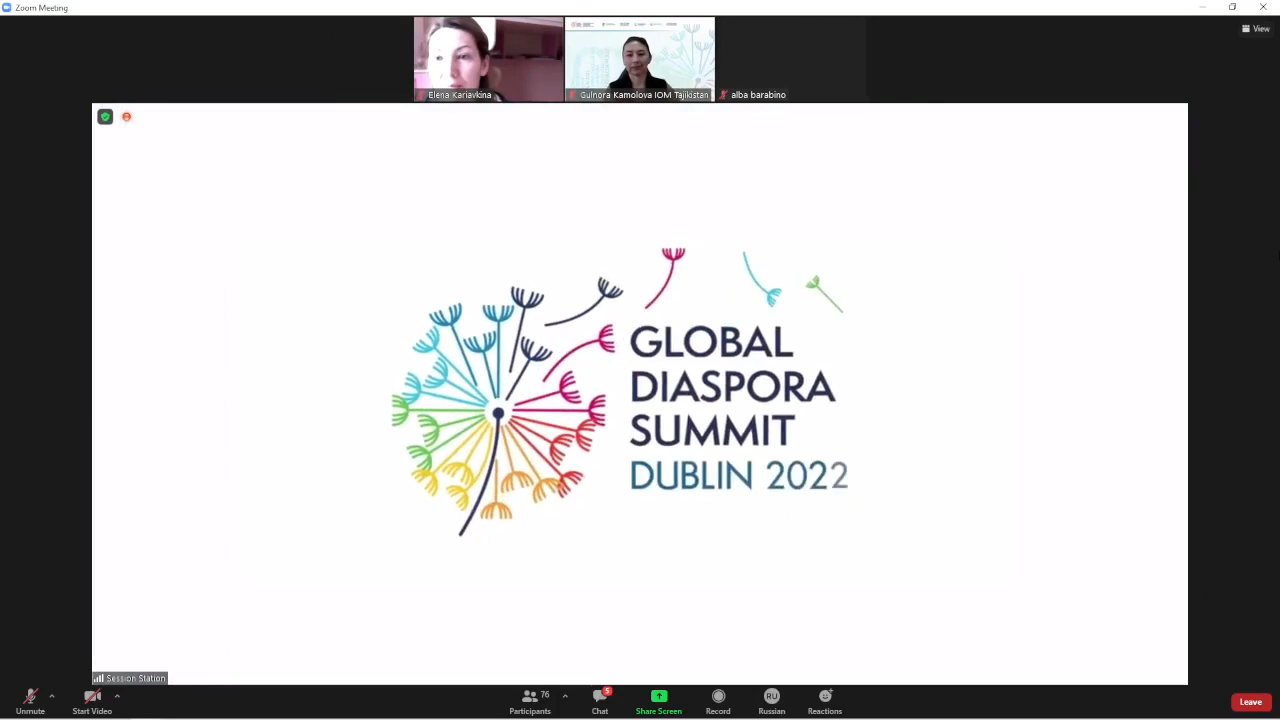 Zoom Meeting
View
Elena Kariavkina
Gulnora Kamolova IOM Tajikistan
alba barabino
GLOBAL
DIASPORA
SUMMIT
DUBLIN 2022
Session Station
Unmute
Start Video
76
Participants
5
Chat
Share Screen
Record
RU
Russian
Reactions
Leave